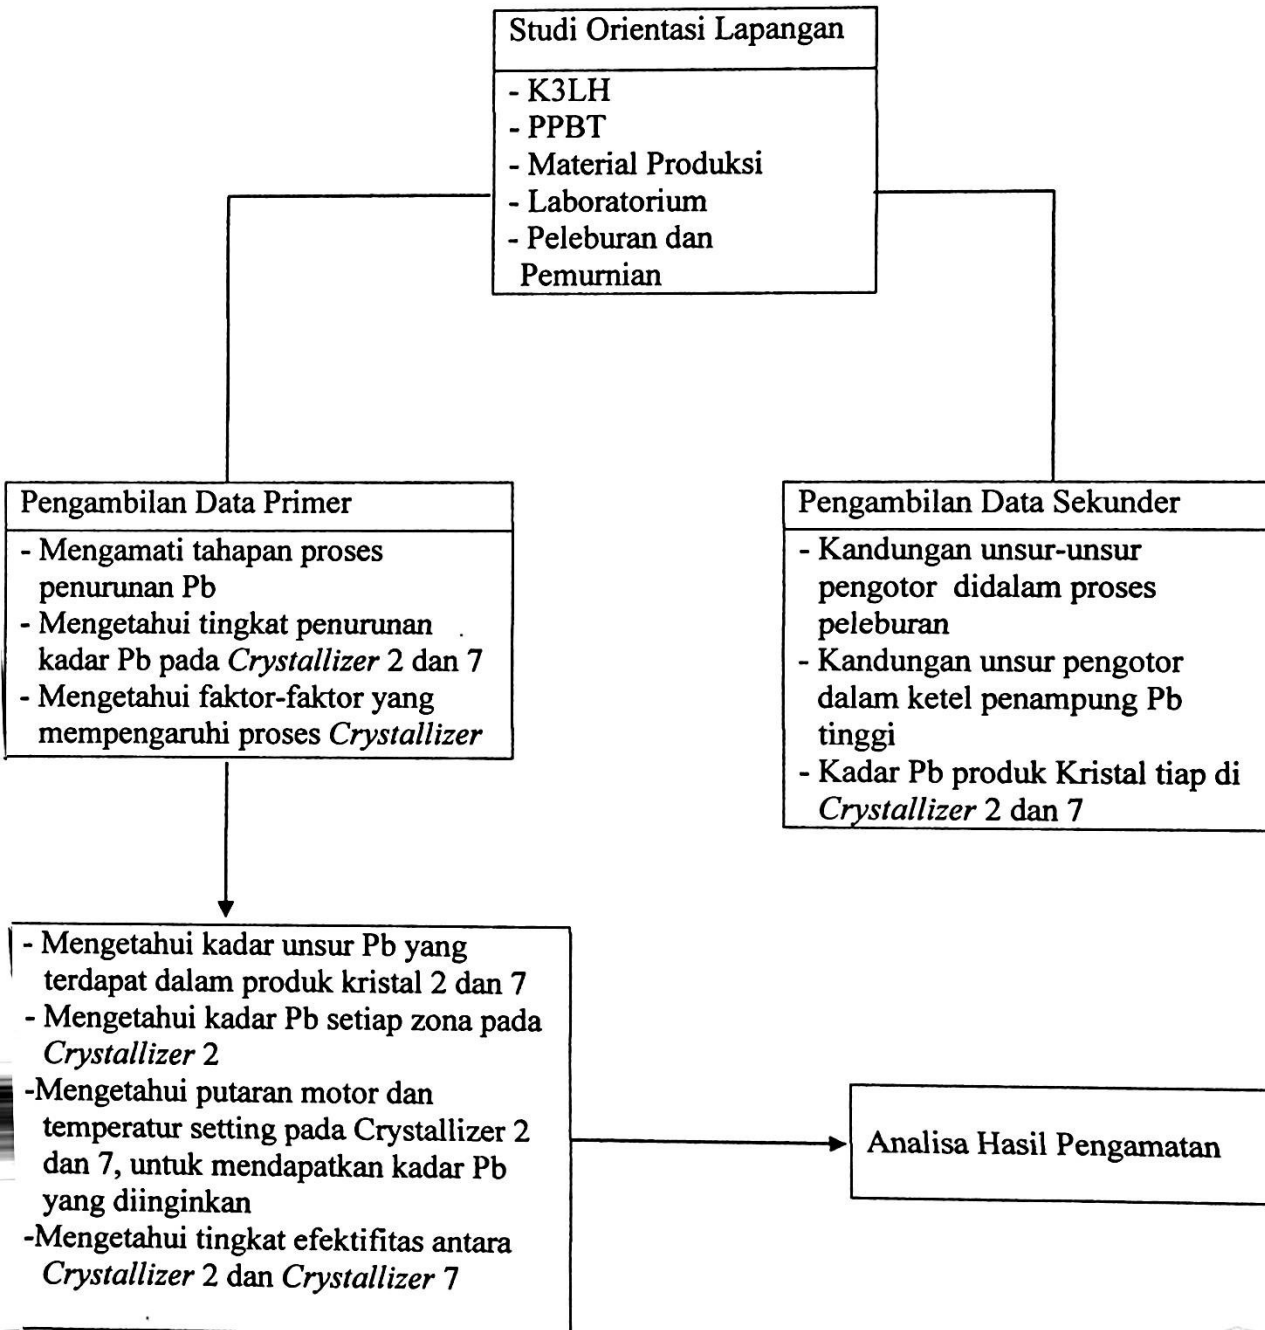 Studi Orientasi Lapangan
- K3LH
- PPBT
- Material Produksi
- Laboratorium
- Peleburan dan
Pemurnian
Pengambilan Data Primer
- Mengamati tahapan proses
penurunan Pb
- Mengetahui tingkat penurunan
kadar Pb pada Crystallizer 2 dan 7
- Mengetahui faktor-faktor yang
mempengaruhi proses Crystallizer
Pengambilan Data Sekunder
- Kandungan unsur-unsur
pengotor didalam proses
peleburan
- Kandungan unsur pengotor
dalam ketel penampung Pb
tinggi
- Kadar Pb produk Kristal tiap di
Crystallizer 2 dan 7
- Mengetahui kadar unsur Pb yang
terdapat dalam produk kristal 2 dan 7
- Mengetahui kadar Pb setiap zona pada
Crystallizer 2
-Mengetahui putaran motor dan
temperatur setting pada Crystallizer 2
dan 7, untuk mendapatkan kadar Pb
yang diinginkan
-Mengetahui tingkat efektifitas antara
Crystallizer 2 dan Crystallizer 7
Analisa Hasil Pengamatan